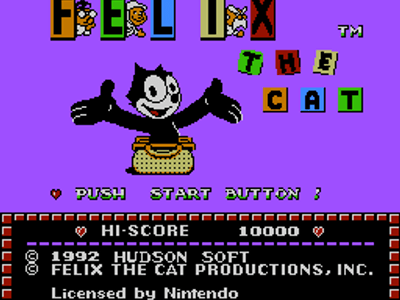 FELIX
TM
THE
CAT
PUSH START BUTTON !
HI-SCORE 10000
© 1992 HUDSON SOFT
© FELIX THE CAT PRODUCTIONS, INC.
Licensed by Nintendo